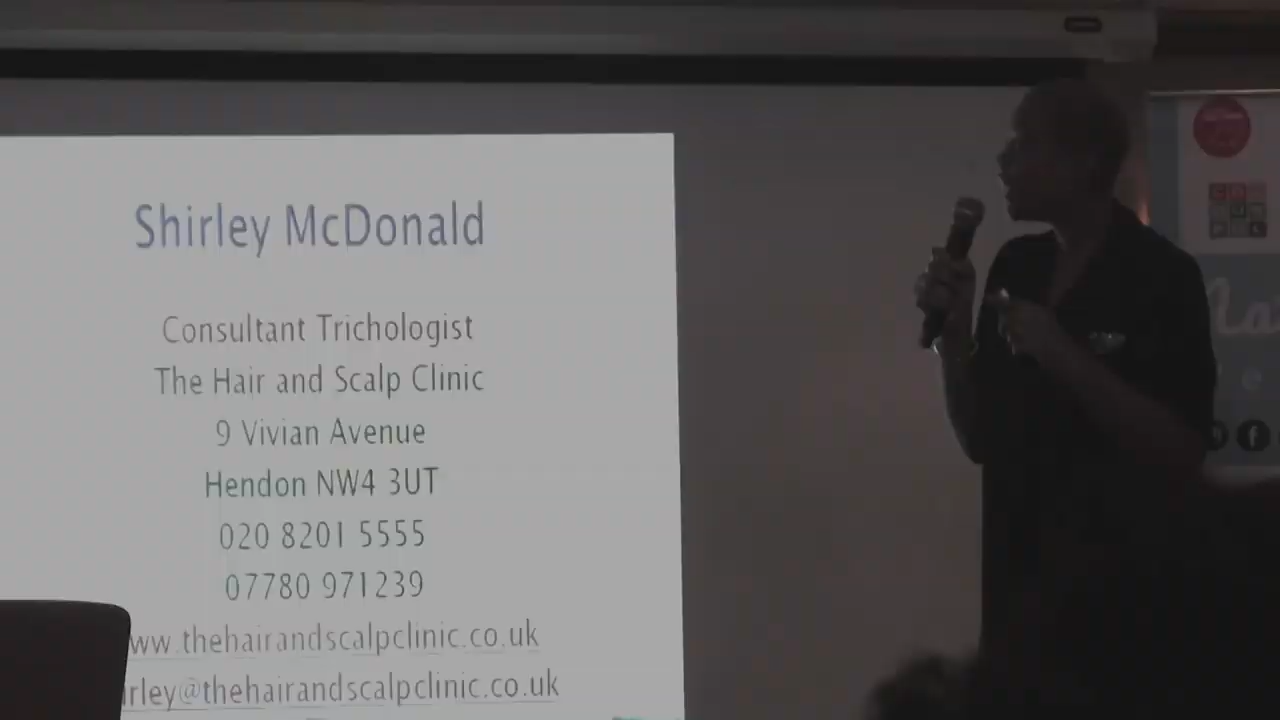 Shirley McDonald
Consultant Trichologist
The Hair and Scalp Clinic
9 Vivian Avenue
Hendon NW4 3UT
020 8201 5555
07780 971239
ww.thehairandscalpclinic.co.uk
rley@thehairandscalpclinic.co.uk